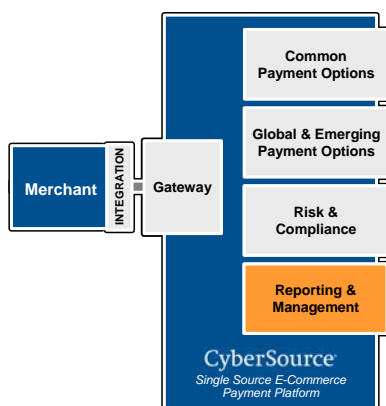 Common
Payment Options
Global & Emerging
Payment Options
Merchant
INTEGRATION
Gateway
Risk &
Compliance
Reporting &
Management
CyberSource
Single Source E-Commerce
Payment Platform